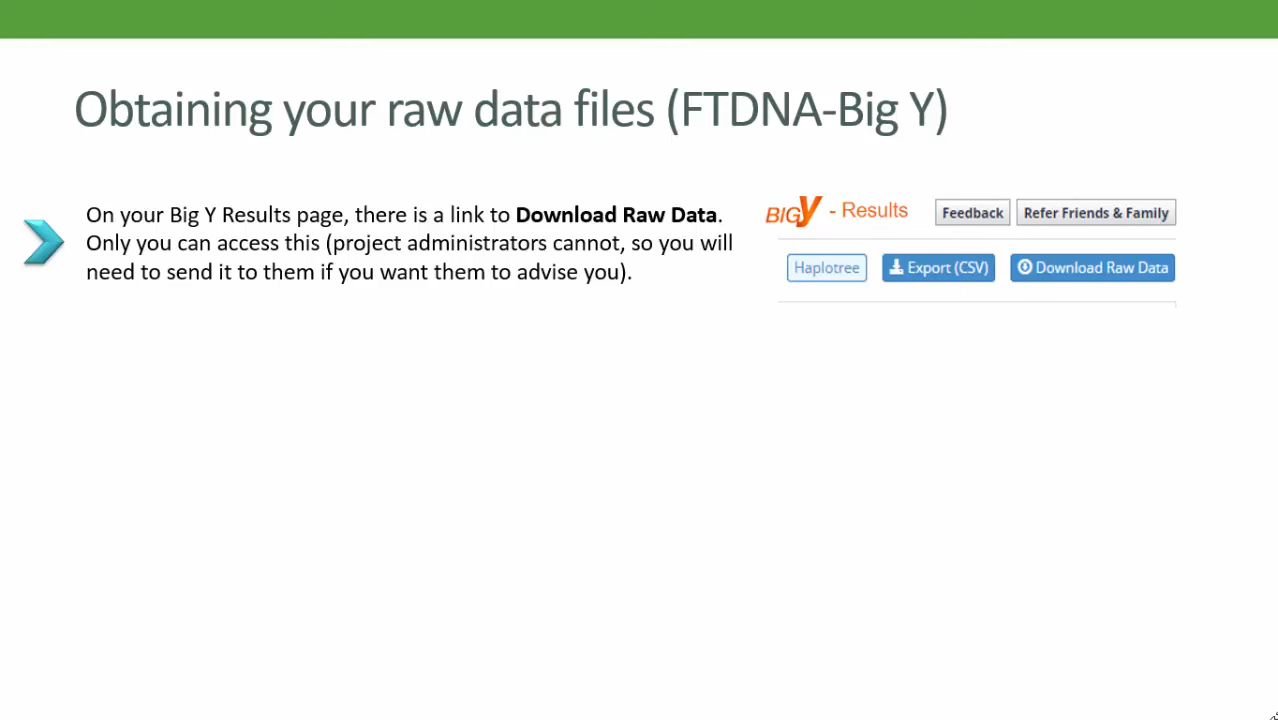 Obtaining your raw data files (FTDNA-Big Y)
On your Big Y Results page, there is a link to Download Raw Data.
Only you can access this (project administrators cannot, so you will
need to send it to them if you want them to advise you).
BIGY - Results
Feedback
Refer Friends & Family
Haplotree
Export (CSV)
Download Raw Data